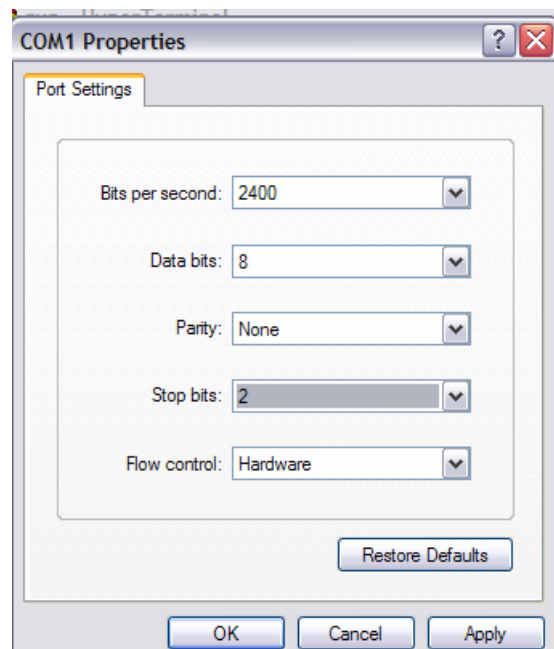 HyperTerminal
COM1 Properties
Port Settings
Bits per second: 2400
Data bits: 8
Parity: None
Stop bits: 2
Flow control: Hardware
Restore Defaults
OK Cancel Apply